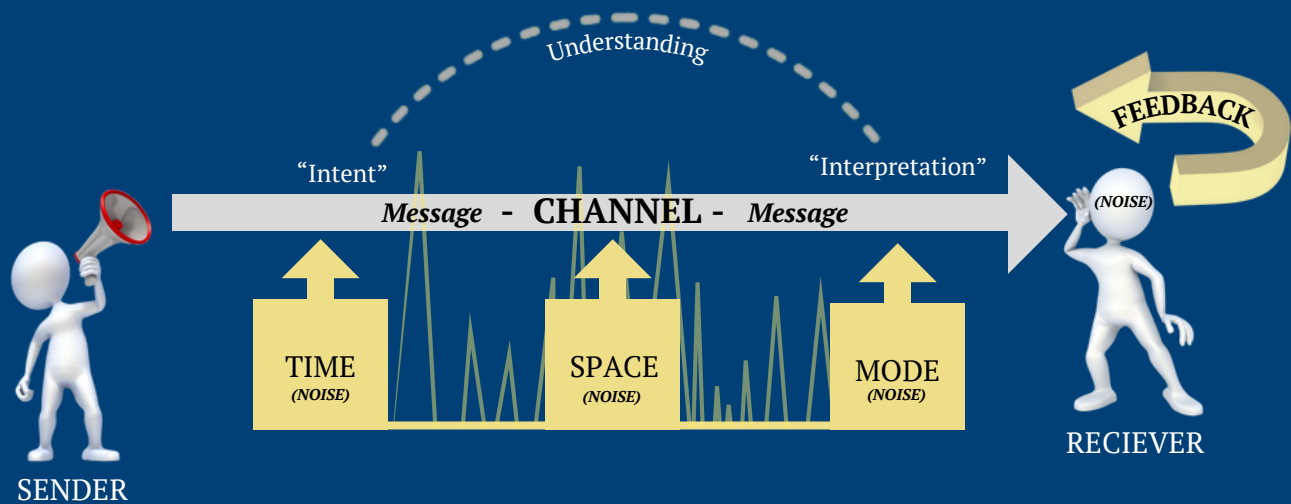 Understanding
FEEDBACK
“Intent”
“Interpretation”
(NOISE)
Message - CHANNEL - Message
TIME
(NOISE)
SPACE
(NOISE)
MODE
(NOISE)
RECIEVER
SENDER